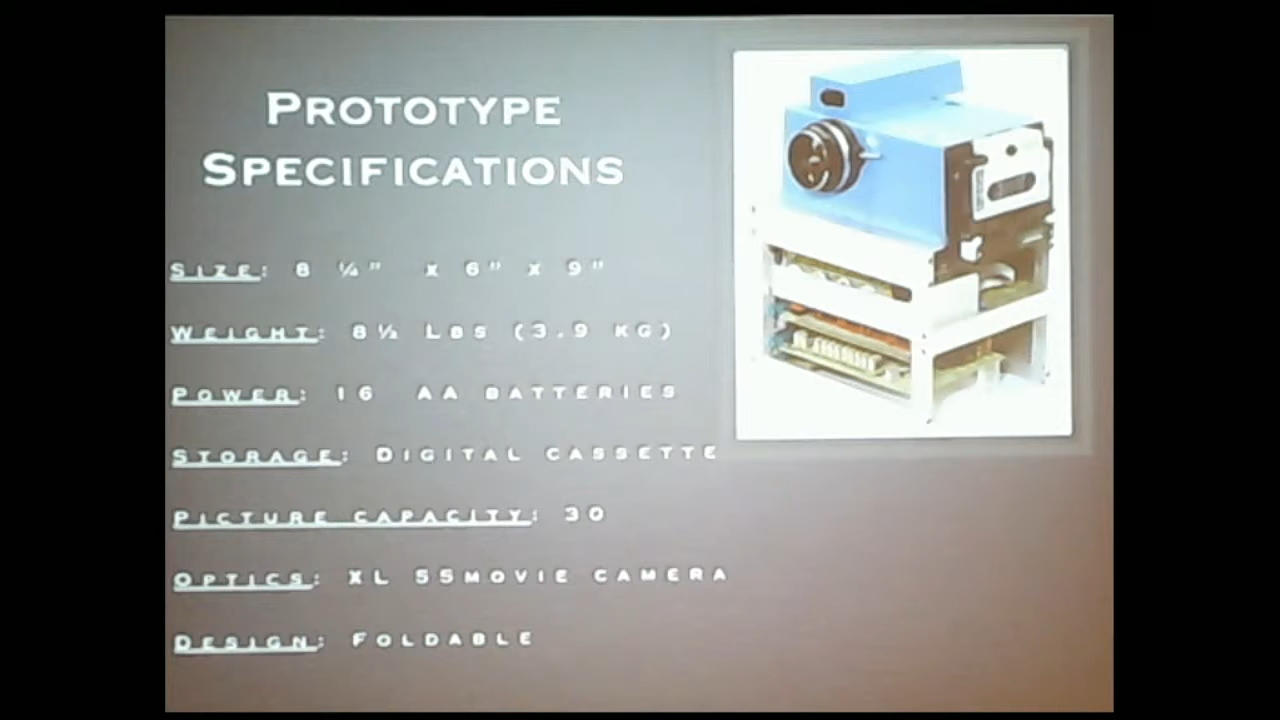 PROTOTYPE
SPECIFICATIONS
SIZE: 8 ¼" X 6" X 9"
WEIGHT: 8½ LBS (3.9 KG)
POWER: 16 AA BATTERIES
STORAGE: DIGITAL CASSETTE
PICTURE CAPACITY: 30
OPTICS: XL 55MOVIE CAMERA
DESIGN: FOLDABLE